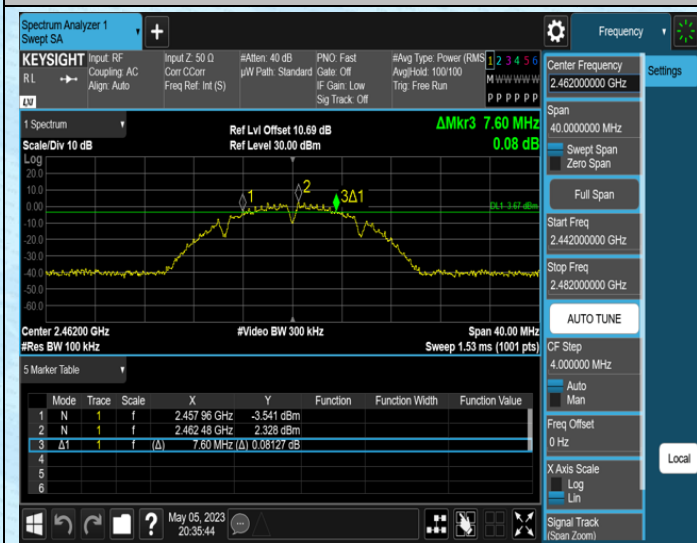 Spectrum Analyzer 1
Swept SA
Frequency
KEYSIGHT
R L
LXI
Input: RF
Coupling: AC
Align: Auto
Input Z: 50 Ω
Corr CCorr
Freq Ref: Int (S)
#Atten: 40 dB
µW Path: Standard
PNO: Fast
Gate: Off
IF Gain: Low
Sig Track: Off
#Avg Type: Power (RMS
Avg|Hold: 100/100
Trig: Free Run
1 2 3 4 5 6
M W W W W W
P P P P P P
1 Spectrum
Scale/Div 10 dB
Log
Ref Lvl Offset 10.69 dB
Ref Level 30.00 dBm
ΔMkr3 7.60 MHz
0.08 dB
20.0
10.0
0.00
-10.0
-20.0
-30.0
-40.0
-50.0
-60.0
1
2
3Δ1
DL1 -3.67 dBm
Center 2.46200 GHz
#Res BW 100 kHz
#Video BW 300 kHz
Span 40.00 MHz
Sweep 1.53 ms (1001 pts)
5 Marker Table
Mode Trace Scale X Y Function Function Width Function Value
1 N 1 f 2.457 96 GHz -3.541 dBm
2 N 1 f 2.462 48 GHz 2.328 dBm
3 Δ1 1 f (Δ) 7.60 MHz (Δ) 0.08127 dB
4
5
6
May 05, 2023
20:35:44
Center Frequency
2.462000000 GHz
Span
40.0000000 MHz
Swept Span
Zero Span
Full Span
Start Freq
2.442000000 GHz
Stop Freq
2.482000000 GHz
AUTO TUNE
CF Step
4.000000 MHz
Auto
Man
Freq Offset
0 Hz
X Axis Scale
Log
Lin
Signal Track
(Span Zoom)
Settings
Local